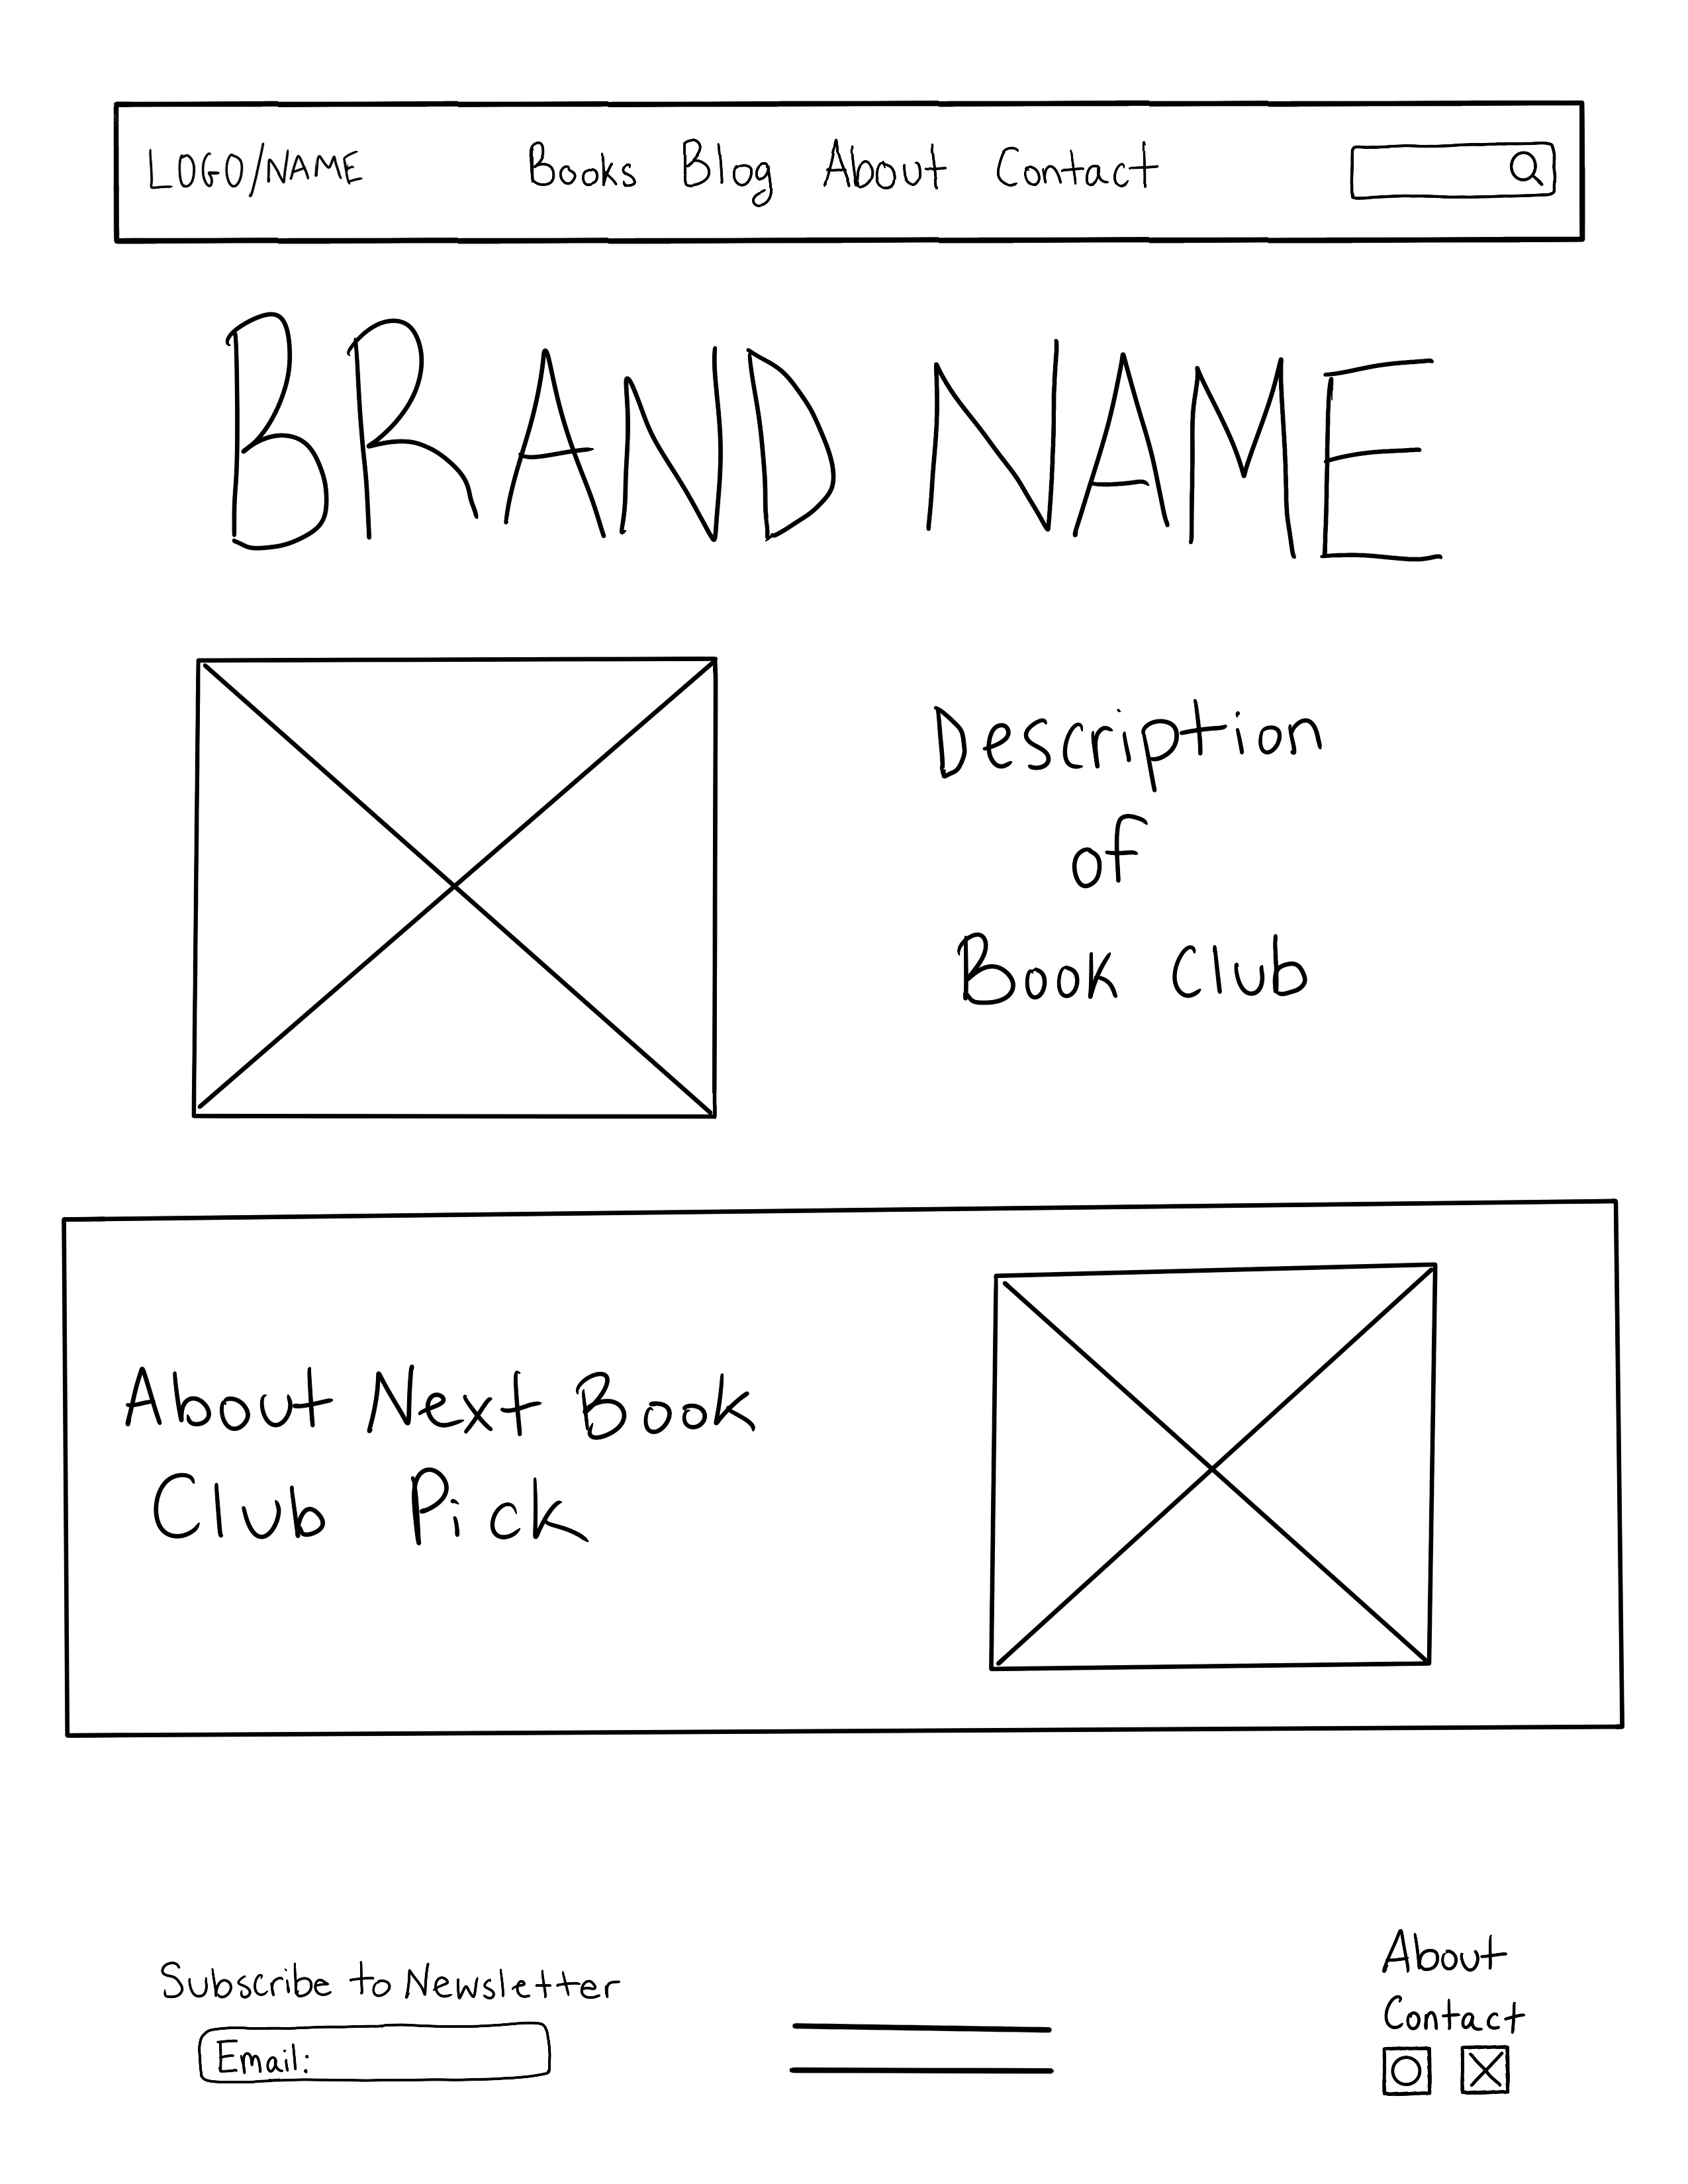 LOGO/NAME Books Blog About Contact
BRAND NAME
Description
of
Book Club
About Next Book
Club Pick
Subscribe to Newsletter
Email:
About
Contact